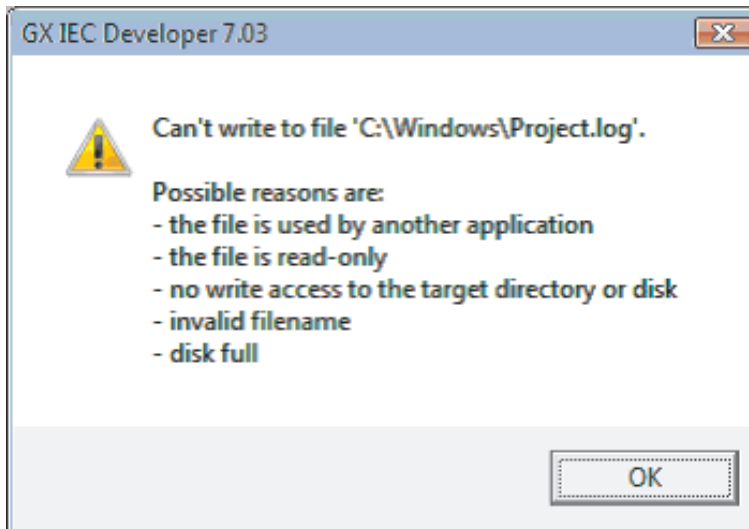 GX IEC Developer 7.03
Can't write to file 'C:\Windows\Project.log'.
Possible reasons are:
- the file is used by another application
- the file is read-only
- no write access to the target directory or disk
- invalid filename
- disk full
OK